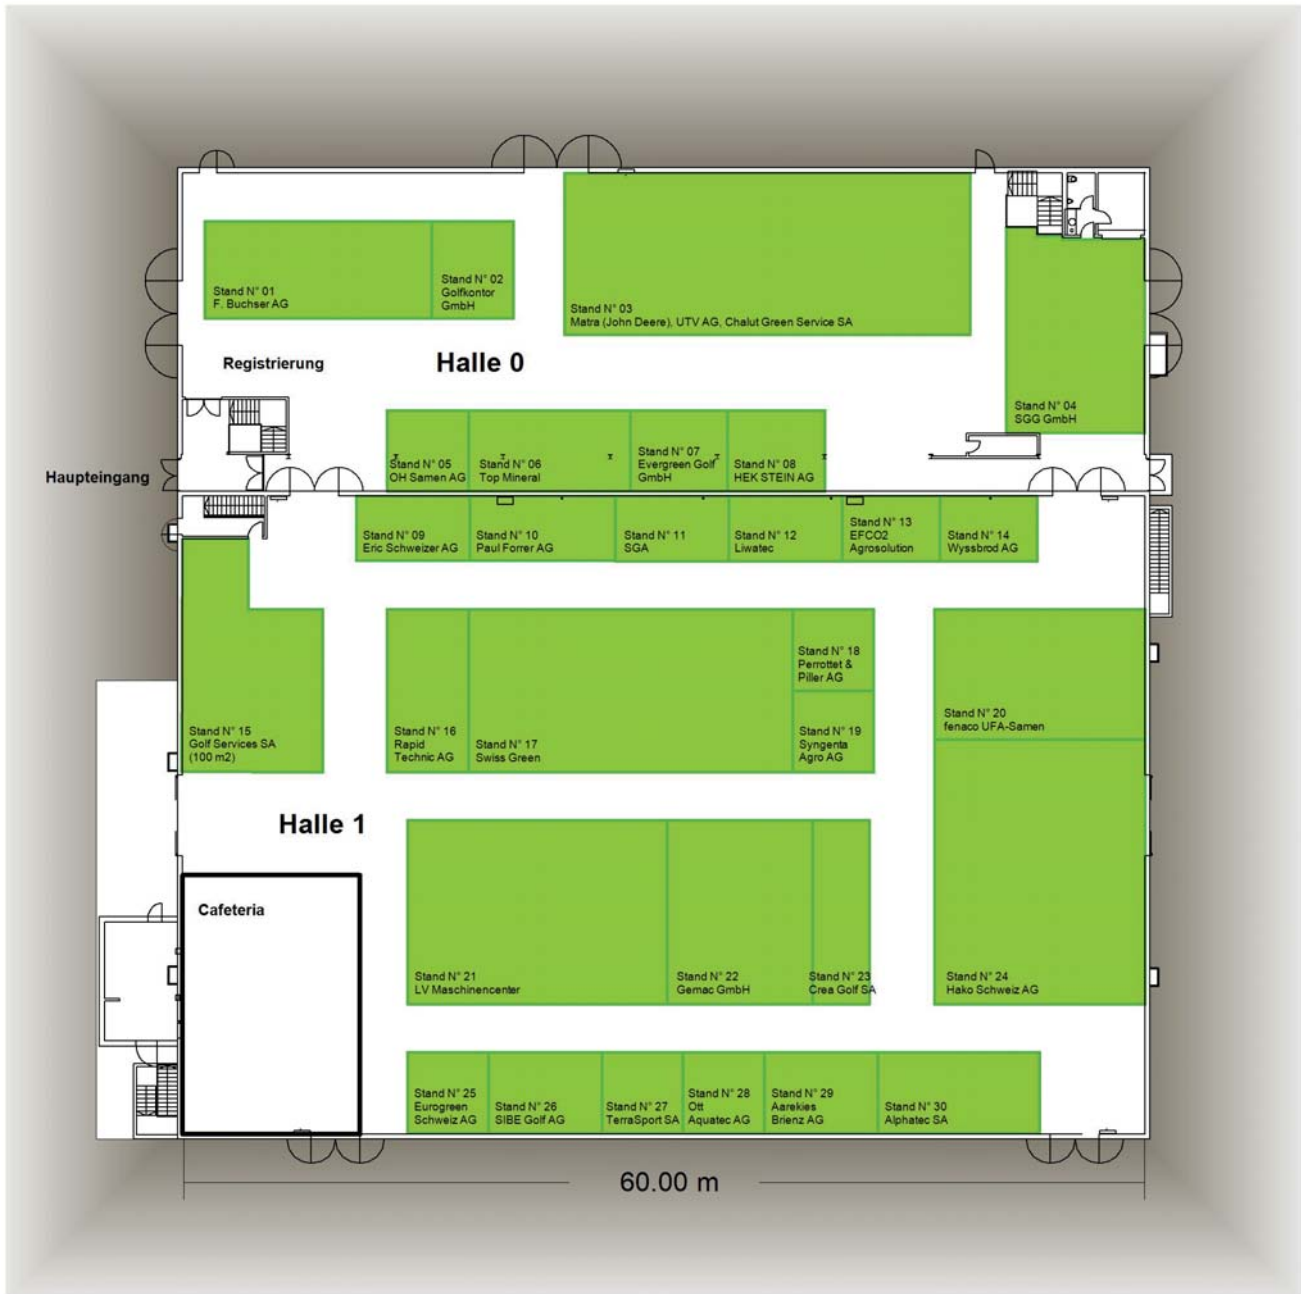 Stand N° 01
F. Buchser AG
Stand N° 02
Golfkontor
GmbH
Stand N° 03
Matra (John Deere), UTV AG, Chalut Green Service SA
Registrierung
Halle 0
Stand N° 04
SGG GmbH
Haupteingang
Stand N° 05
OH Samen AG
Stand N° 06
Top Mineral
Stand N° 07
Evergreen Golf
GmbH
Stand N° 08
HEK STEIN AG
Stand N° 09
Eric Schweizer AG
Stand N° 10
Paul Forrer AG
Stand N° 11
SGA
Stand N° 12
Liwatec
Stand N° 13
EFCO2
Agrosolution
Stand N° 14
Wyssbrod AG
Stand N° 15
Golf Services SA
(100 m2)
Stand N° 16
Rapid
Technic AG
Stand N° 17
Swiss Green
Stand N° 18
Perrottet &
Piller AG
Stand N° 19
Syngenta
Agro AG
Stand N° 20
fenaco UFA-Samen
Halle 1
Cafeteria
Stand N° 21
LV Maschinencenter
Stand N° 22
Gemac GmbH
Stand N° 23
Crea Golf SA
Stand N° 24
Hako Schweiz AG
Stand N° 25
Eurogreen
Schweiz AG
Stand N° 26
SIBE Golf AG
Stand N° 27
TerraSport SA
Stand N° 28
Ott
Aquatec AG
Stand N° 29
Aarekies
Brienz AG
Stand N° 30
Alphatec SA
60.00 m